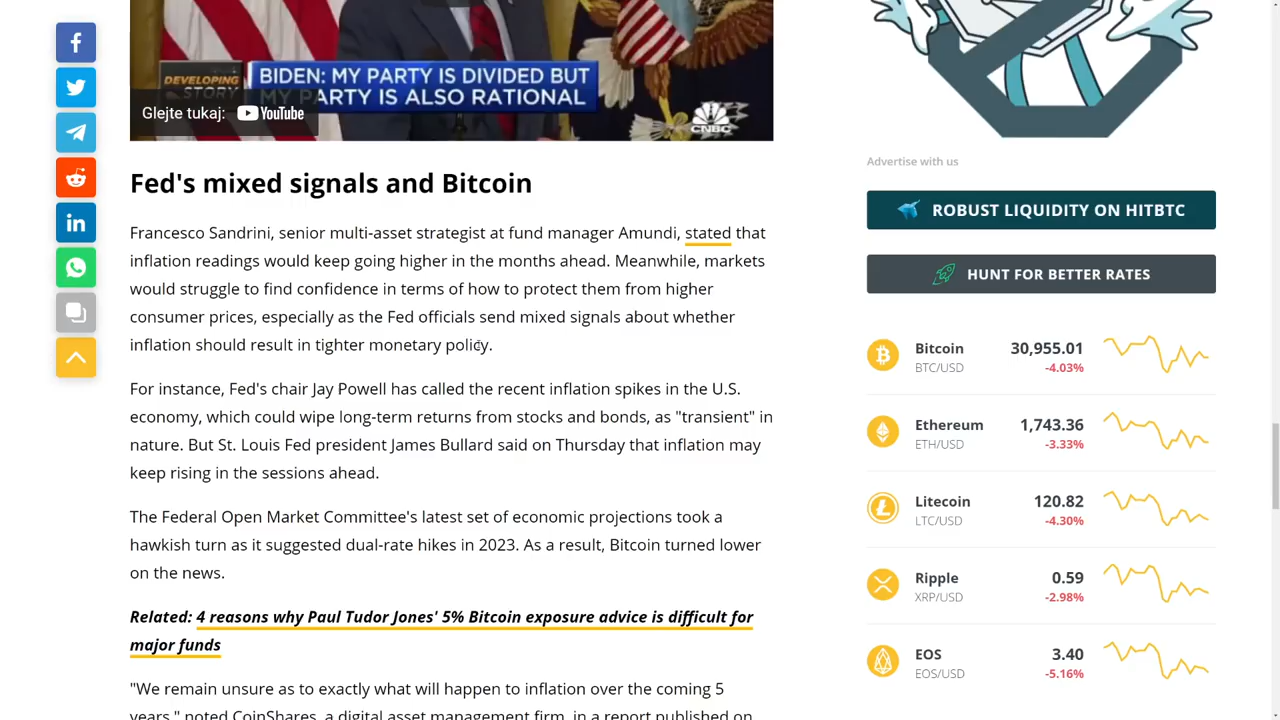 DEVELOPING
STORY
BIDEN: MY PARTY IS DIVIDED BUT
MY PARTY IS ALSO RATIONAL
Glejte tukaj: YouTube
CNBC
Fed's mixed signals and Bitcoin
Francesco Sandrini, senior multi-asset strategist at fund manager Amundi, stated that
inflation readings would keep going higher in the months ahead. Meanwhile, markets
would struggle to find confidence in terms of how to protect them from higher
consumer prices, especially as the Fed officials send mixed signals about whether
inflation should result in tighter monetary policy.
For instance, Fed's chair Jay Powell has called the recent inflation spikes in the U.S.
economy, which could wipe long-term returns from stocks and bonds, as "transient" in
nature. But St. Louis Fed president James Bullard said on Thursday that inflation may
keep rising in the sessions ahead.
The Federal Open Market Committee's latest set of economic projections took a
hawkish turn as it suggested dual-rate hikes in 2023. As a result, Bitcoin turned lower
on the news.
Related: 4 reasons why Paul Tudor Jones' 5% Bitcoin exposure advice is difficult for
major funds
"We remain unsure as to exactly what will happen to inflation over the coming 5
years," noted CoinShares, a digital asset management firm, in a report published on
Advertise with us
ROBUST LIQUIDITY ON HITBTC
HUNT FOR BETTER RATES
Bitcoin 30,955.01
BTC/USD -4.03%
Ethereum 1,743.36
ETH/USD -3.33%
Litecoin 120.82
LTC/USD -4.30%
Ripple 0.59
XRP/USD -2.98%
EOS 3.40
EOS/USD -5.16%